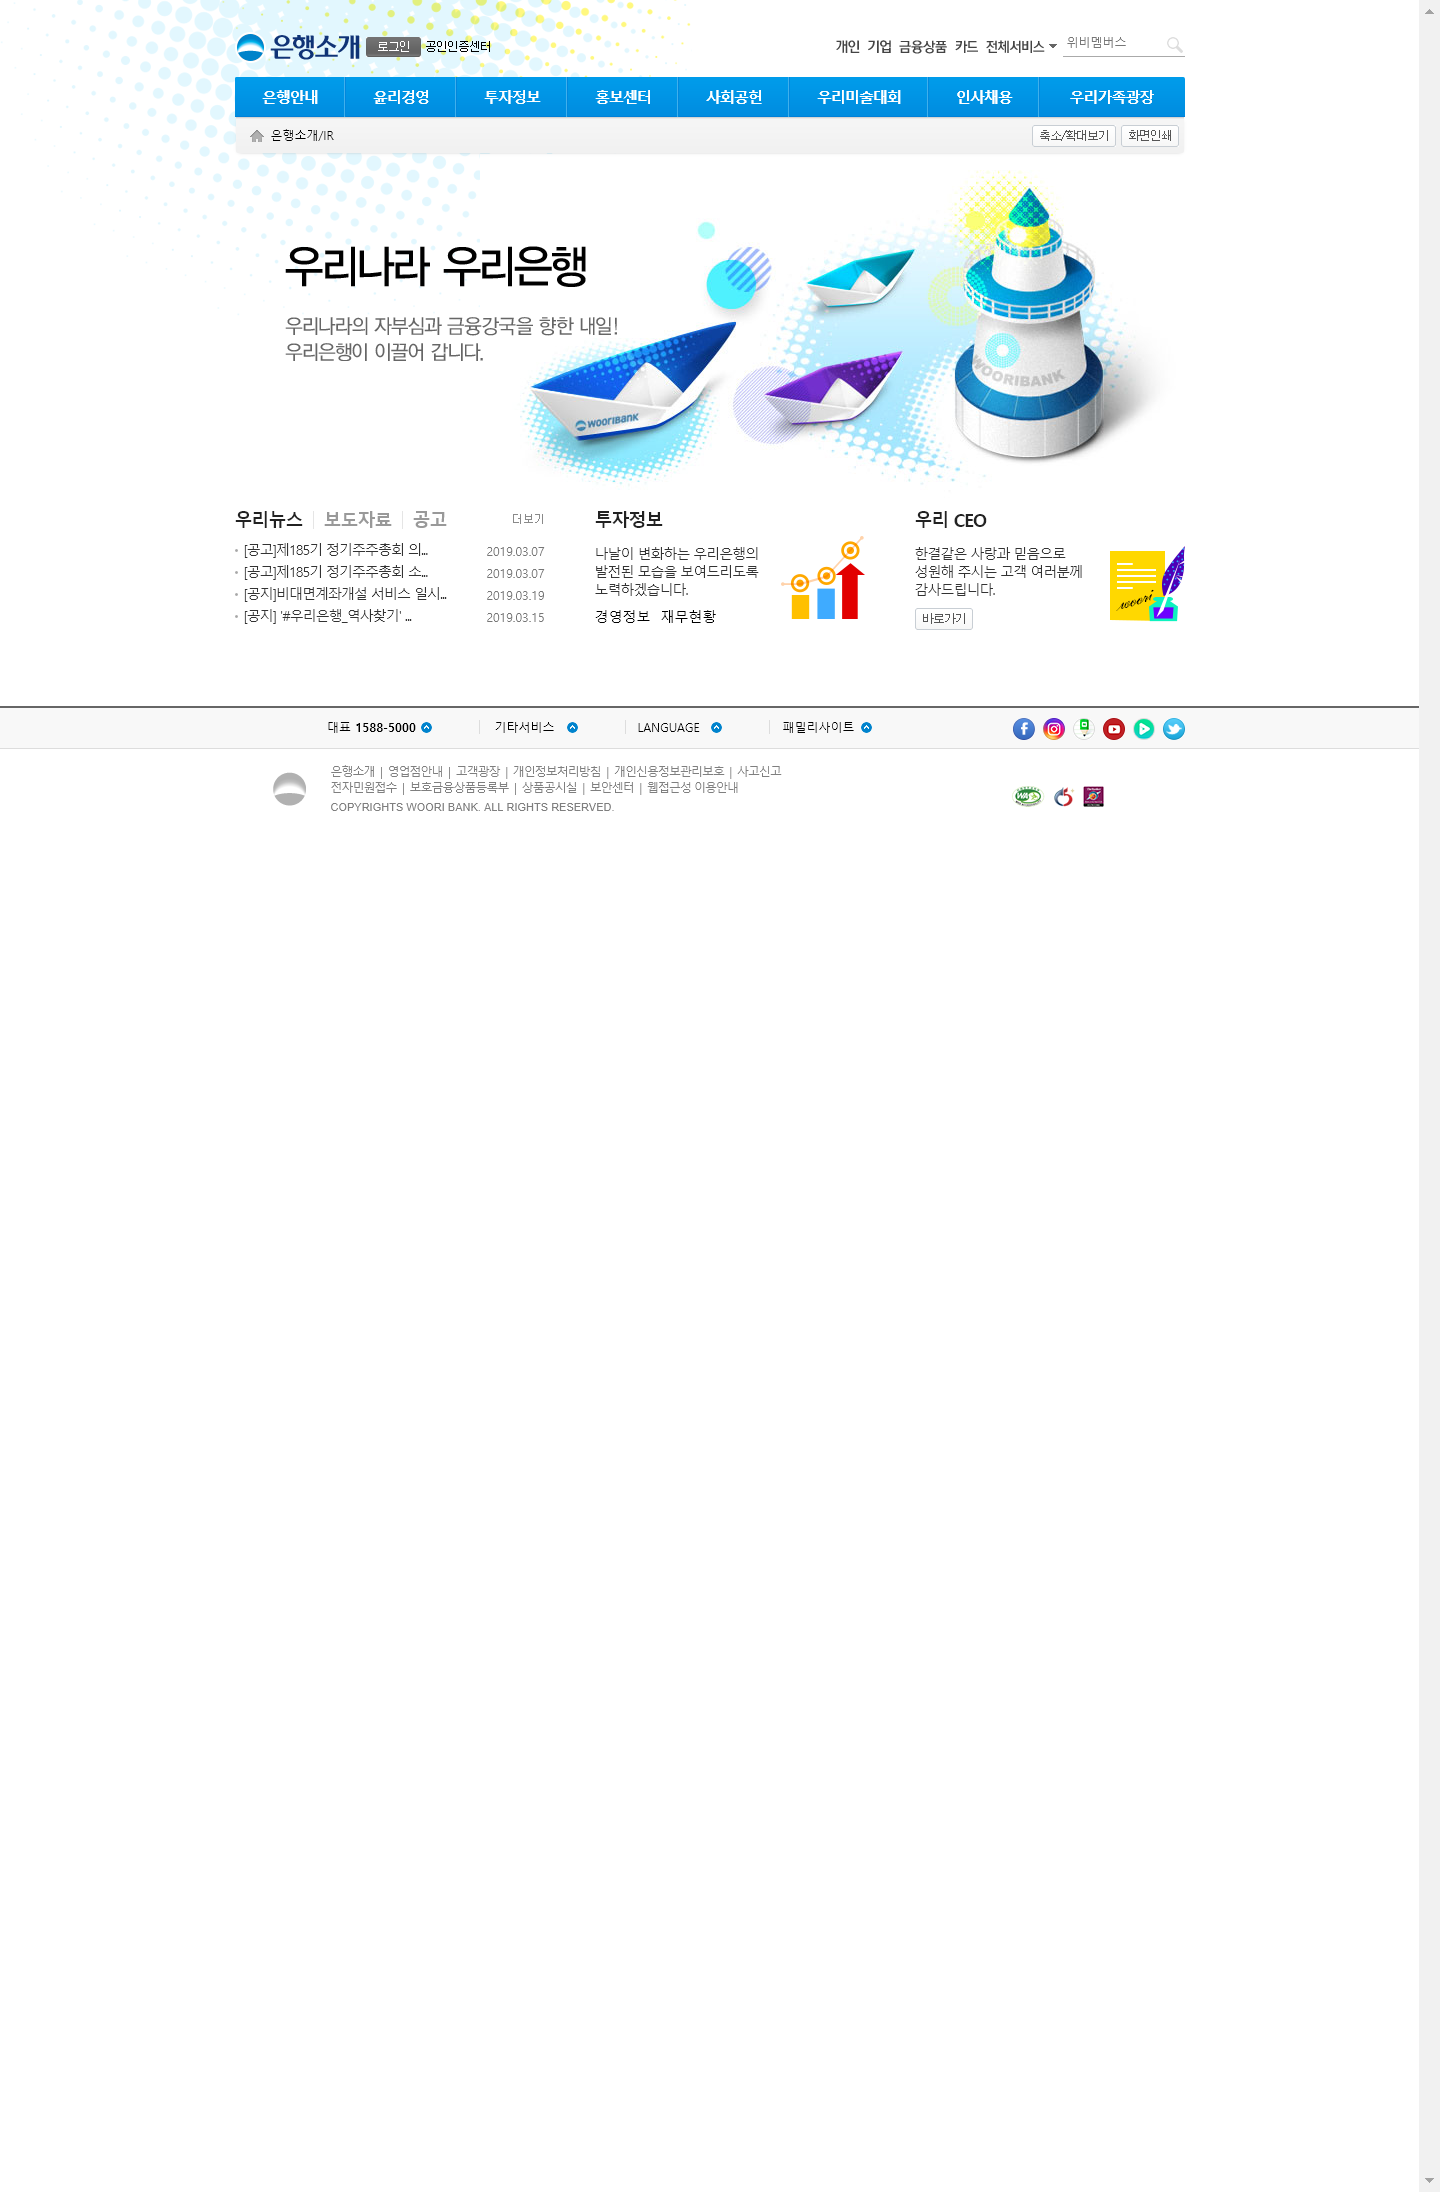 은행소개 로그인 공인인증센터 개인 기업 금융상품 카드 전체서비스 위비멤버스
은행안내 윤리경영 투자정보 홍보센터 사회공헌 우리미술대회 인사채용 우리가족광장
은행소개/IR 축소/확대보기 화면인쇄
우리나라 우리은행
우리나라의 자부심과 금융강국을 향한 내일!
우리은행이 이끌어 갑니다.
WOORIBANK
WOORIBANK
우리뉴스 보도자료 공고 더보기
[공고]제185기 정기주주총회 의... 2019.03.07
[공고]제185기 정기주주총회 소... 2019.03.07
[공지]비대면계좌개설 서비스 일시... 2019.03.19
[공지] '#우리은행_역사찾기' ... 2019.03.15
투자정보
나날이 변화하는 우리은행의
발전된 모습을 보여드리도록
노력하겠습니다.
경영정보 재무현황
우리 CEO
한결같은 사랑과 믿음으로
성원해 주시는 고객 여러분께
감사드립니다.
바로가기
woori
대표 1588-5000 기타서비스 LANGUAGE 패밀리사이트
은행소개 | 영업점안내 | 고객광장 | 개인정보처리방침 | 개인신용정보관리보호 | 사고신고
전자민원접수 | 보호금융상품등록부 | 상품공시실 | 보안센터 | 웹접근성 이용안내
COPYRIGHTS WOORI BANK. ALL RIGHTS RESERVED.
WA